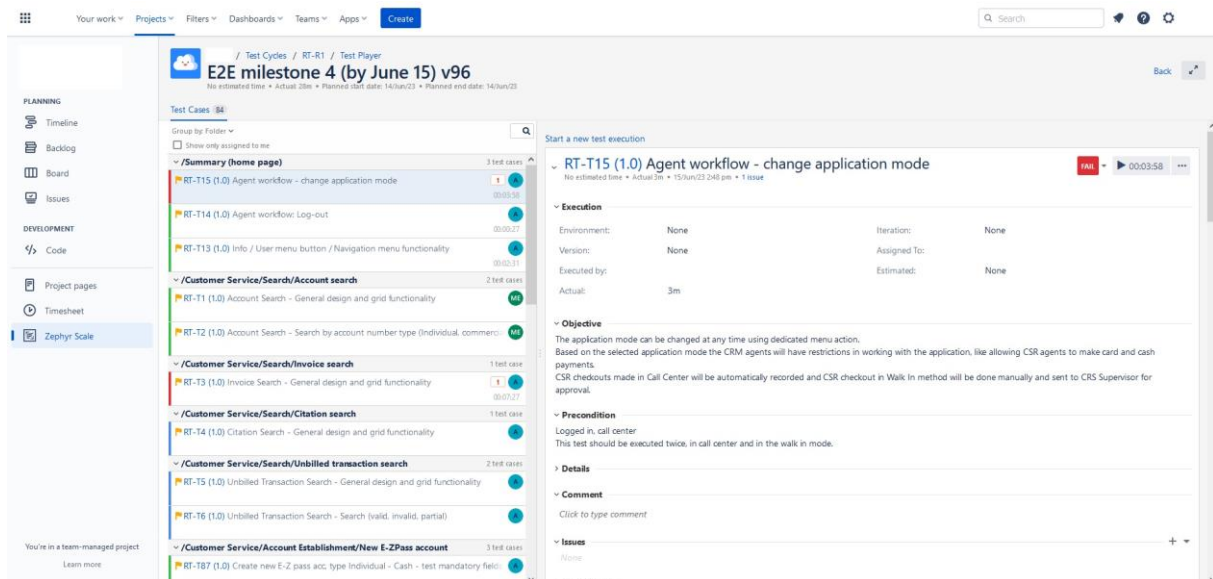 Your work Projects Filters Dashboards Teams Apps Create Search
/ Test Cycles / RT-R1 / Test Player
E2E milestone 4 (by June 15) v96
No estimated time • Actual 28m • Planned start date: 14/Jun/23 • Planned end date: 14/Jun/23
Back
PLANNING
Timeline
Backlog
Board
Issues
DEVELOPMENT
Code
Project pages
Timesheet
Zephyr Scale
You're in a team-managed project
Learn more
Test Cases 84
Group by: Folder
Show only assigned to me
/Summary (home page) 3 test cases
RT-T15 (1.0) Agent workflow - change application mode 1 A
00:03:58
RT-T14 (1.0) Agent workflow: Log-out A
00:00:27
RT-T13 (1.0) Info / User menu button / Navigation menu functionality A
00:02:31
/Customer Service/Search/Account search 2 test cases
RT-T1 (1.0) Account Search - General design and grid functionality ME
RT-T2 (1.0) Account Search - Search by account number type (Individual, commerci ME
/Customer Service/Search/Invoice search 1 test case
RT-T3 (1.0) Invoice Search - General design and grid functionality 1 A
00:07:27
/Customer Service/Search/Citation search 1 test case
RT-T4 (1.0) Citation Search - General design and grid functionality A
/Customer Service/Search/Unbilled transaction search 2 test cases
RT-T5 (1.0) Unbilled Transaction Search - General design and grid functionality A
RT-T6 (1.0) Unbilled Transaction Search - Search (valid, invalid, partial) A
/Customer Service/Account Establishment/New E-ZPass account 3 test cases
RT-T87 (1.0) Create new E-Z pass acc, type Individual - Cash - test mandatory field A
Start a new test execution
RT-T15 (1.0) Agent workflow - change application mode FAIL 00:03:58
No estimated time • Actual 3m • 15/Jun/23 2:48 pm • 1 issue
Execution
Environment: None Iteration: None
Version: None Assigned To:
Executed by: Estimated: None
Actual: 3m
Objective
The application mode can be changed at any time using dedicated menu action.
Based on the selected application mode the CRM agents will have restrictions in working with the application, like allowing CSR agents to make card and cash
payments.
CSR checkouts made in Call Center will be automatically recorded and CSR checkout in Walk In method will be done manually and sent to CRS Supervisor for
approval.
Precondition
Logged in, call center
This test should be executed twice, in call center and in the walk in mode.
Details
Comment
Click to type comment
Issues
None